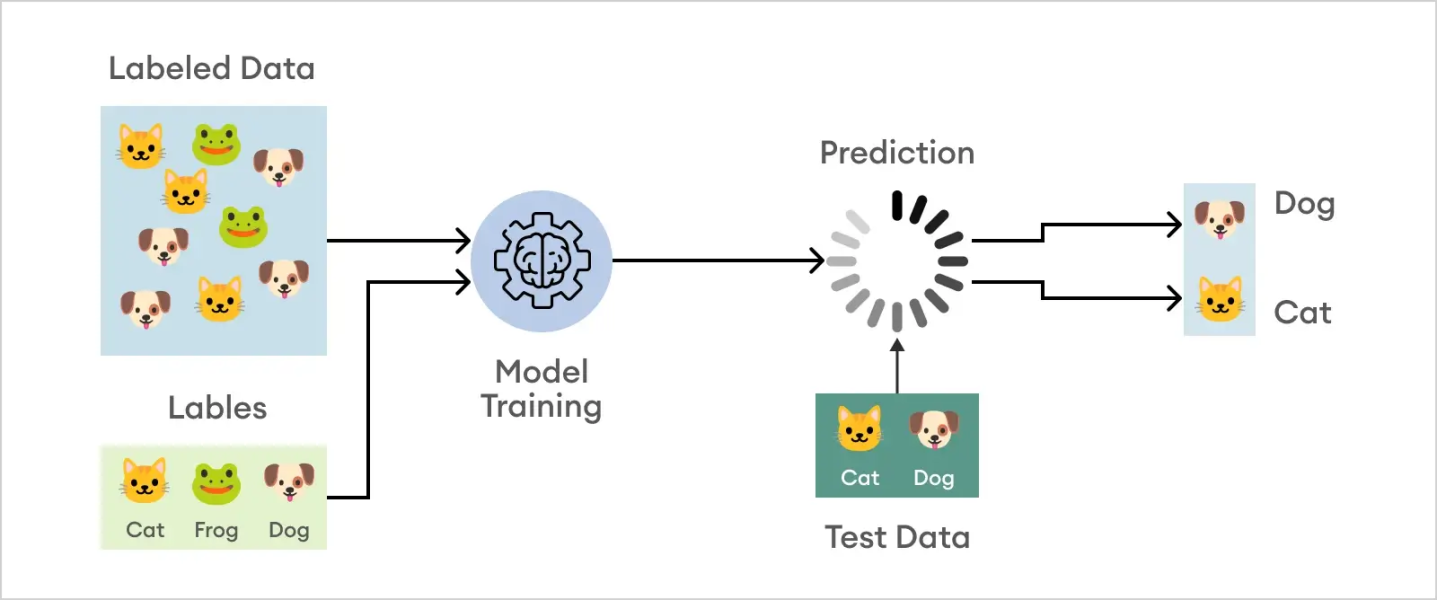 Labeled Data
Lables
Cat Frog Dog
Model
Training
Prediction
Cat Dog
Test Data
Dog
Cat